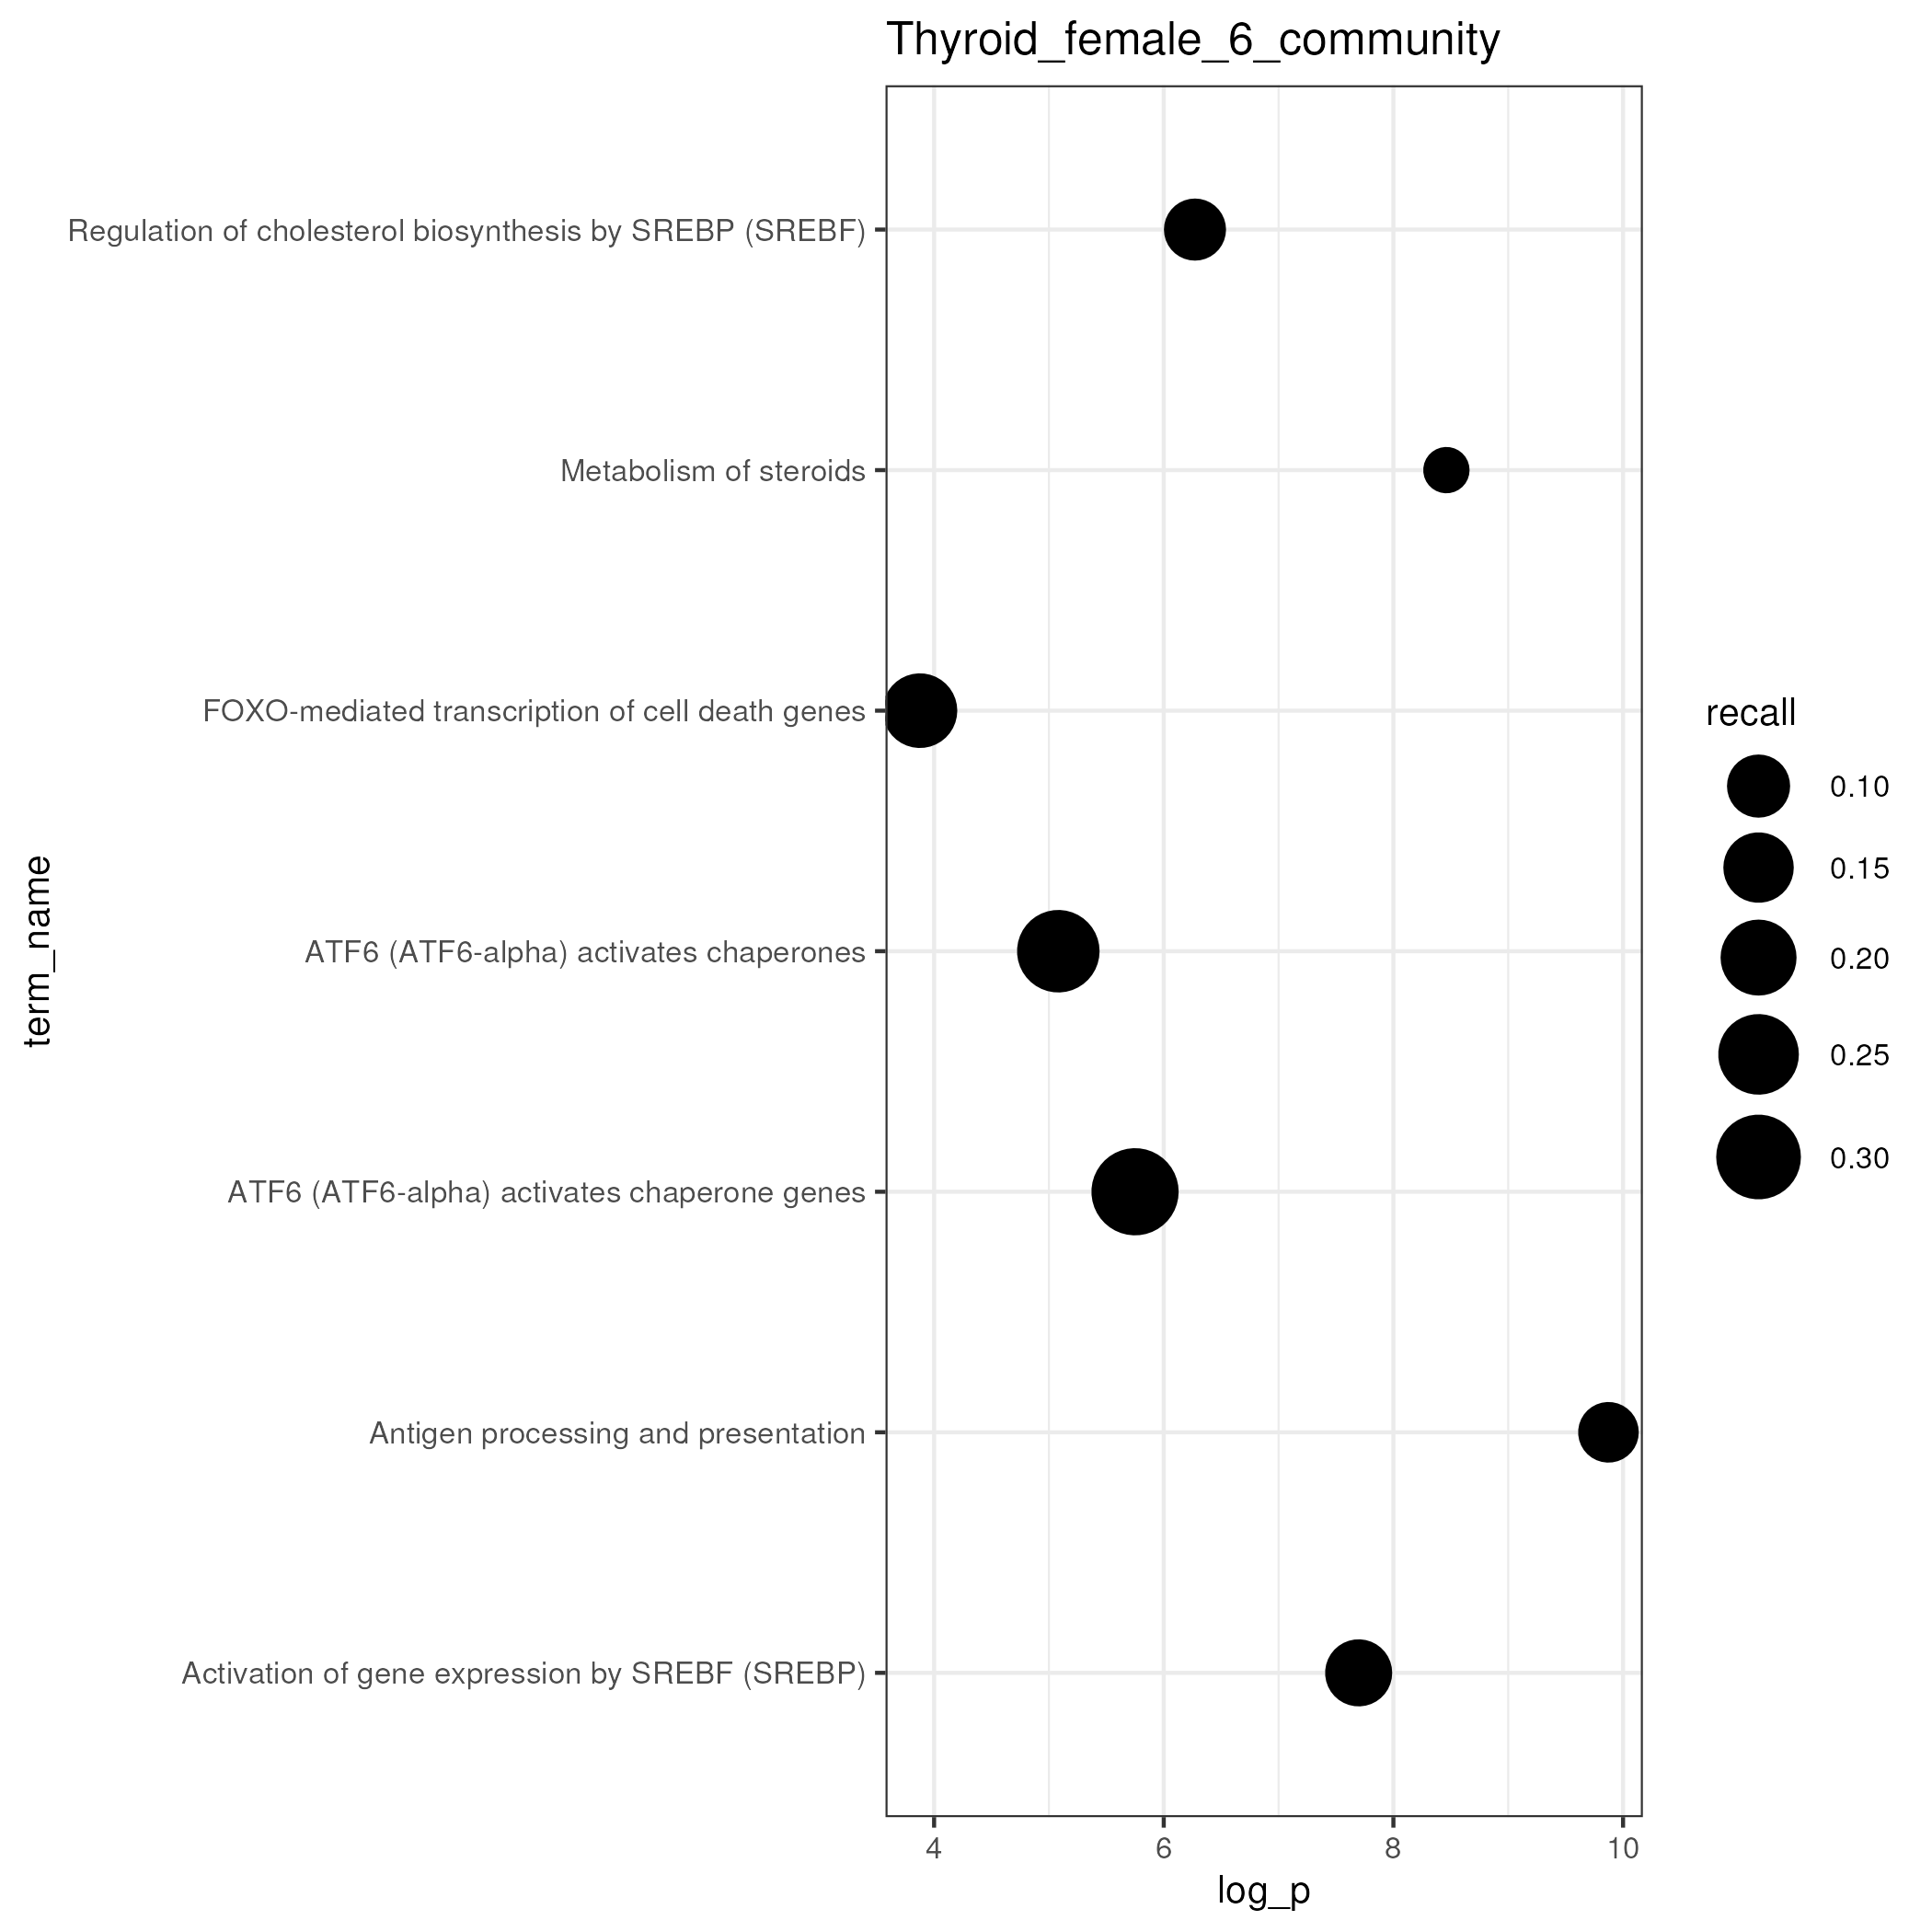 Thyroid_female_6_community
term_name
Regulation of cholesterol biosynthesis by SREBP (SREBF)
Metabolism of steroids
FOXO-mediated transcription of cell death genes
ATF6 (ATF6-alpha) activates chaperones
ATF6 (ATF6-alpha) activates chaperone genes
Antigen processing and presentation
Activation of gene expression by SREBF (SREBP)
4 6 8 10
log_p
recall
0.10
0.15
0.20
0.25
0.30